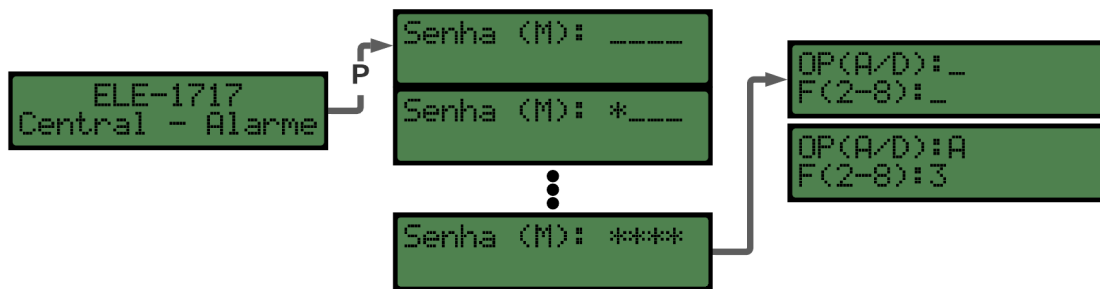 ELE-1717
Central - Alarme
P
Senha (M): ____
Senha (M): *___
Senha (M): ****
OP(A/D):_
F(2-8):_
OP(A/D):A
F(2-8):3